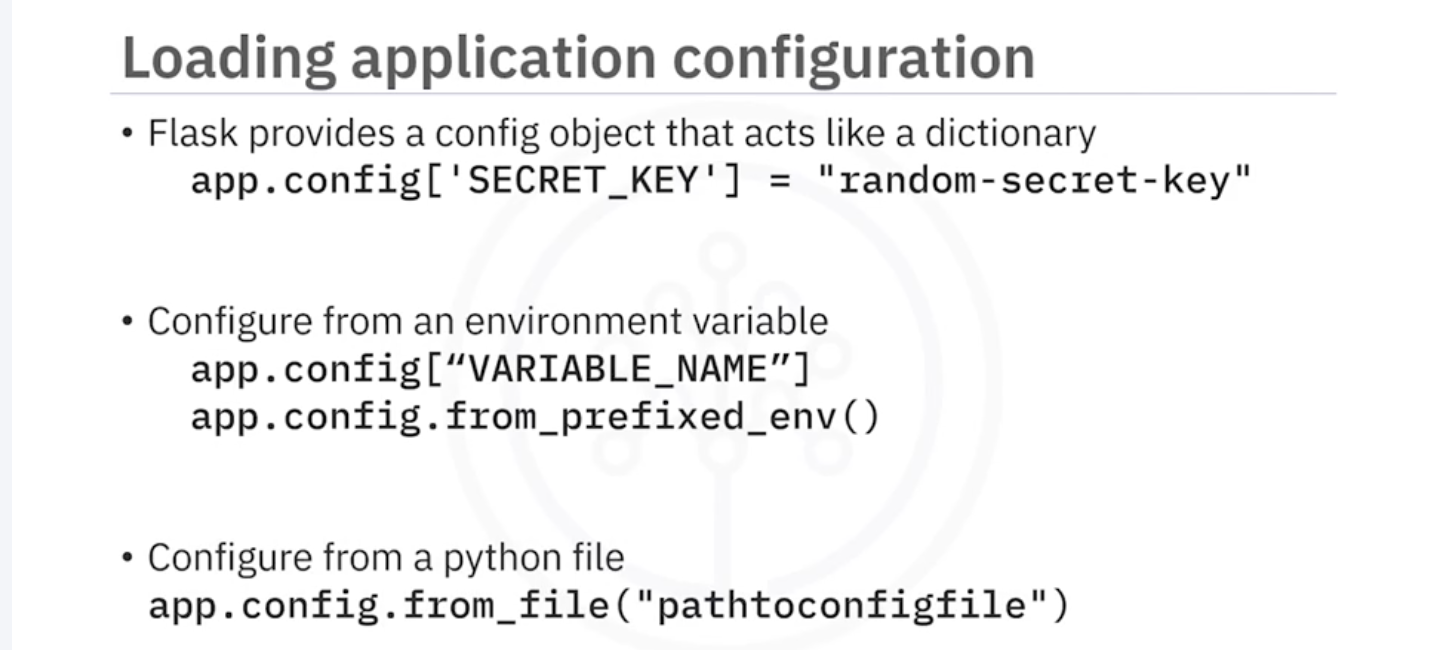 Loading application configuration
• Flask provides a config object that acts like a dictionary
app.config['SECRET_KEY'] = "random-secret-key"
• Configure from an environment variable
app.config[“VARIABLE_NAME”]
app.config.from_prefixed_env()
• Configure from a python file
app.config.from_file("pathtoconfigfile")